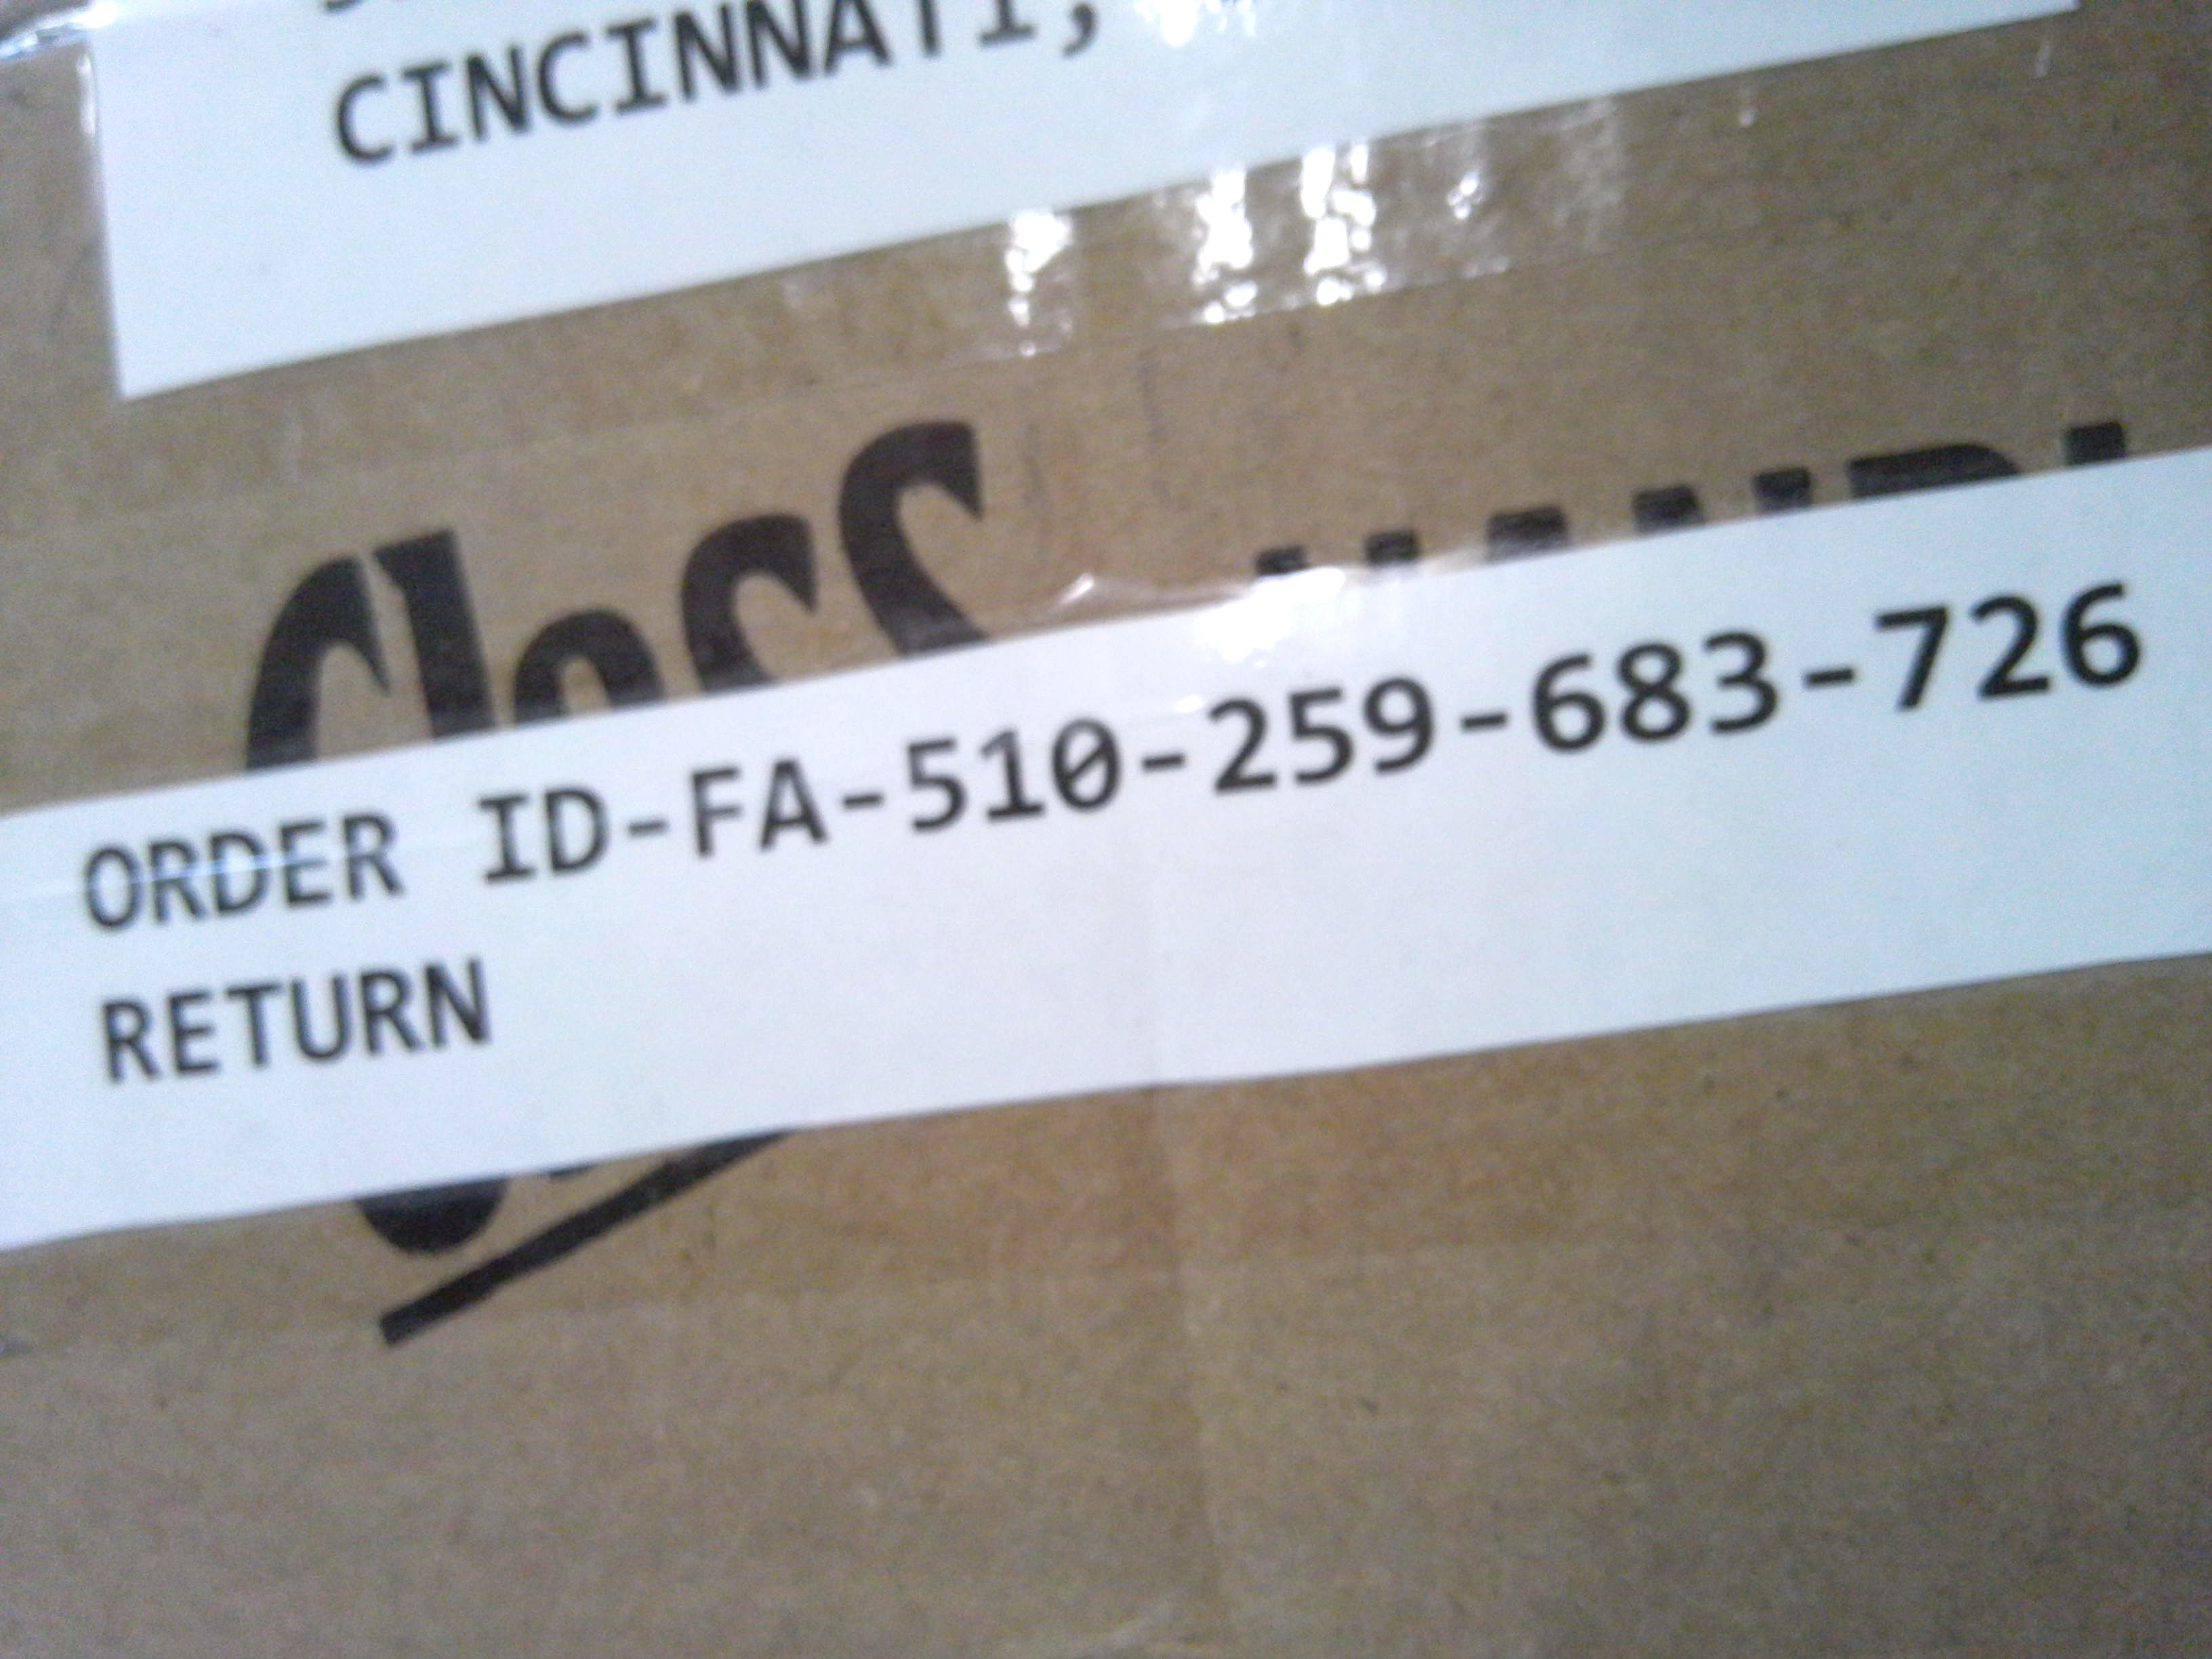 CINCINNATI,
ORDER ID-FA-510-259-683-726
RETURN